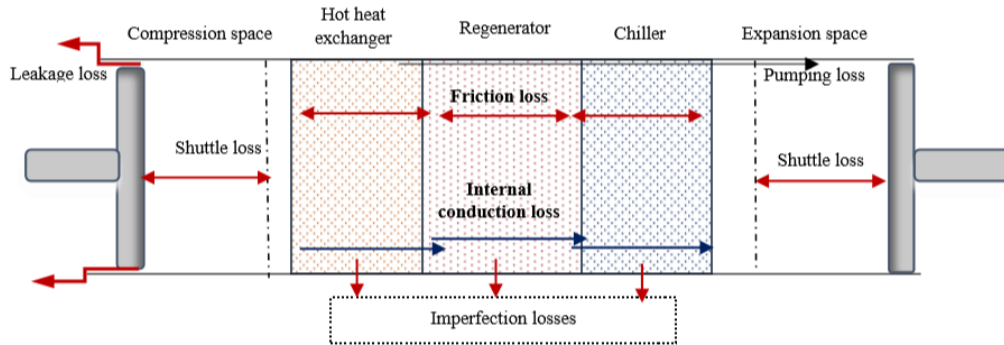 Hot heat
exchanger
Compression space
Regenerator
Chiller
Expansion space
Leakage loss
Pumping loss
Friction loss
Shuttle loss
Shuttle loss
Internal
conduction loss
Imperfection losses